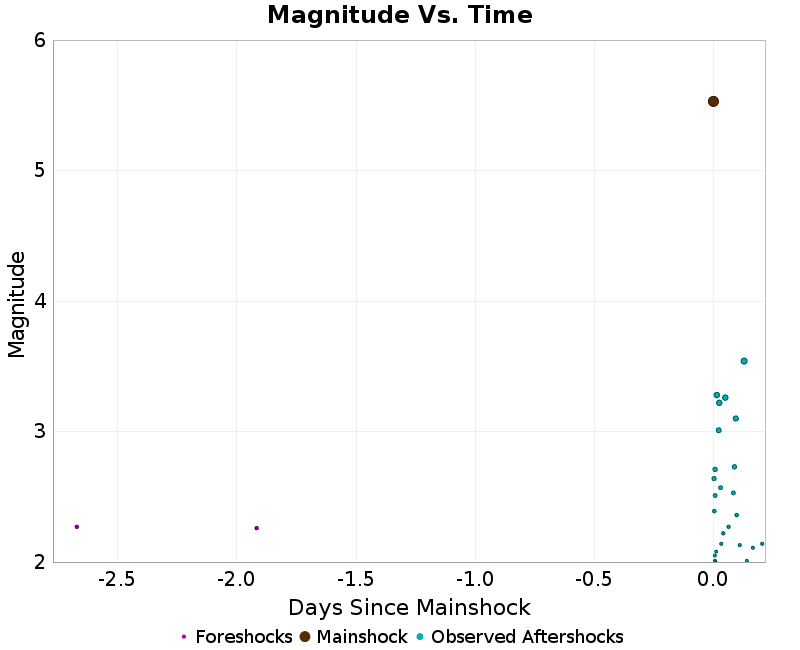 Magnitude Vs. Time
6
5
4
3
2
Magnitude
-2.5 -2.0 -1.5 -1.0 -0.5 0.0
Days Since Mainshock
Foreshocks Mainshock Observed Aftershocks